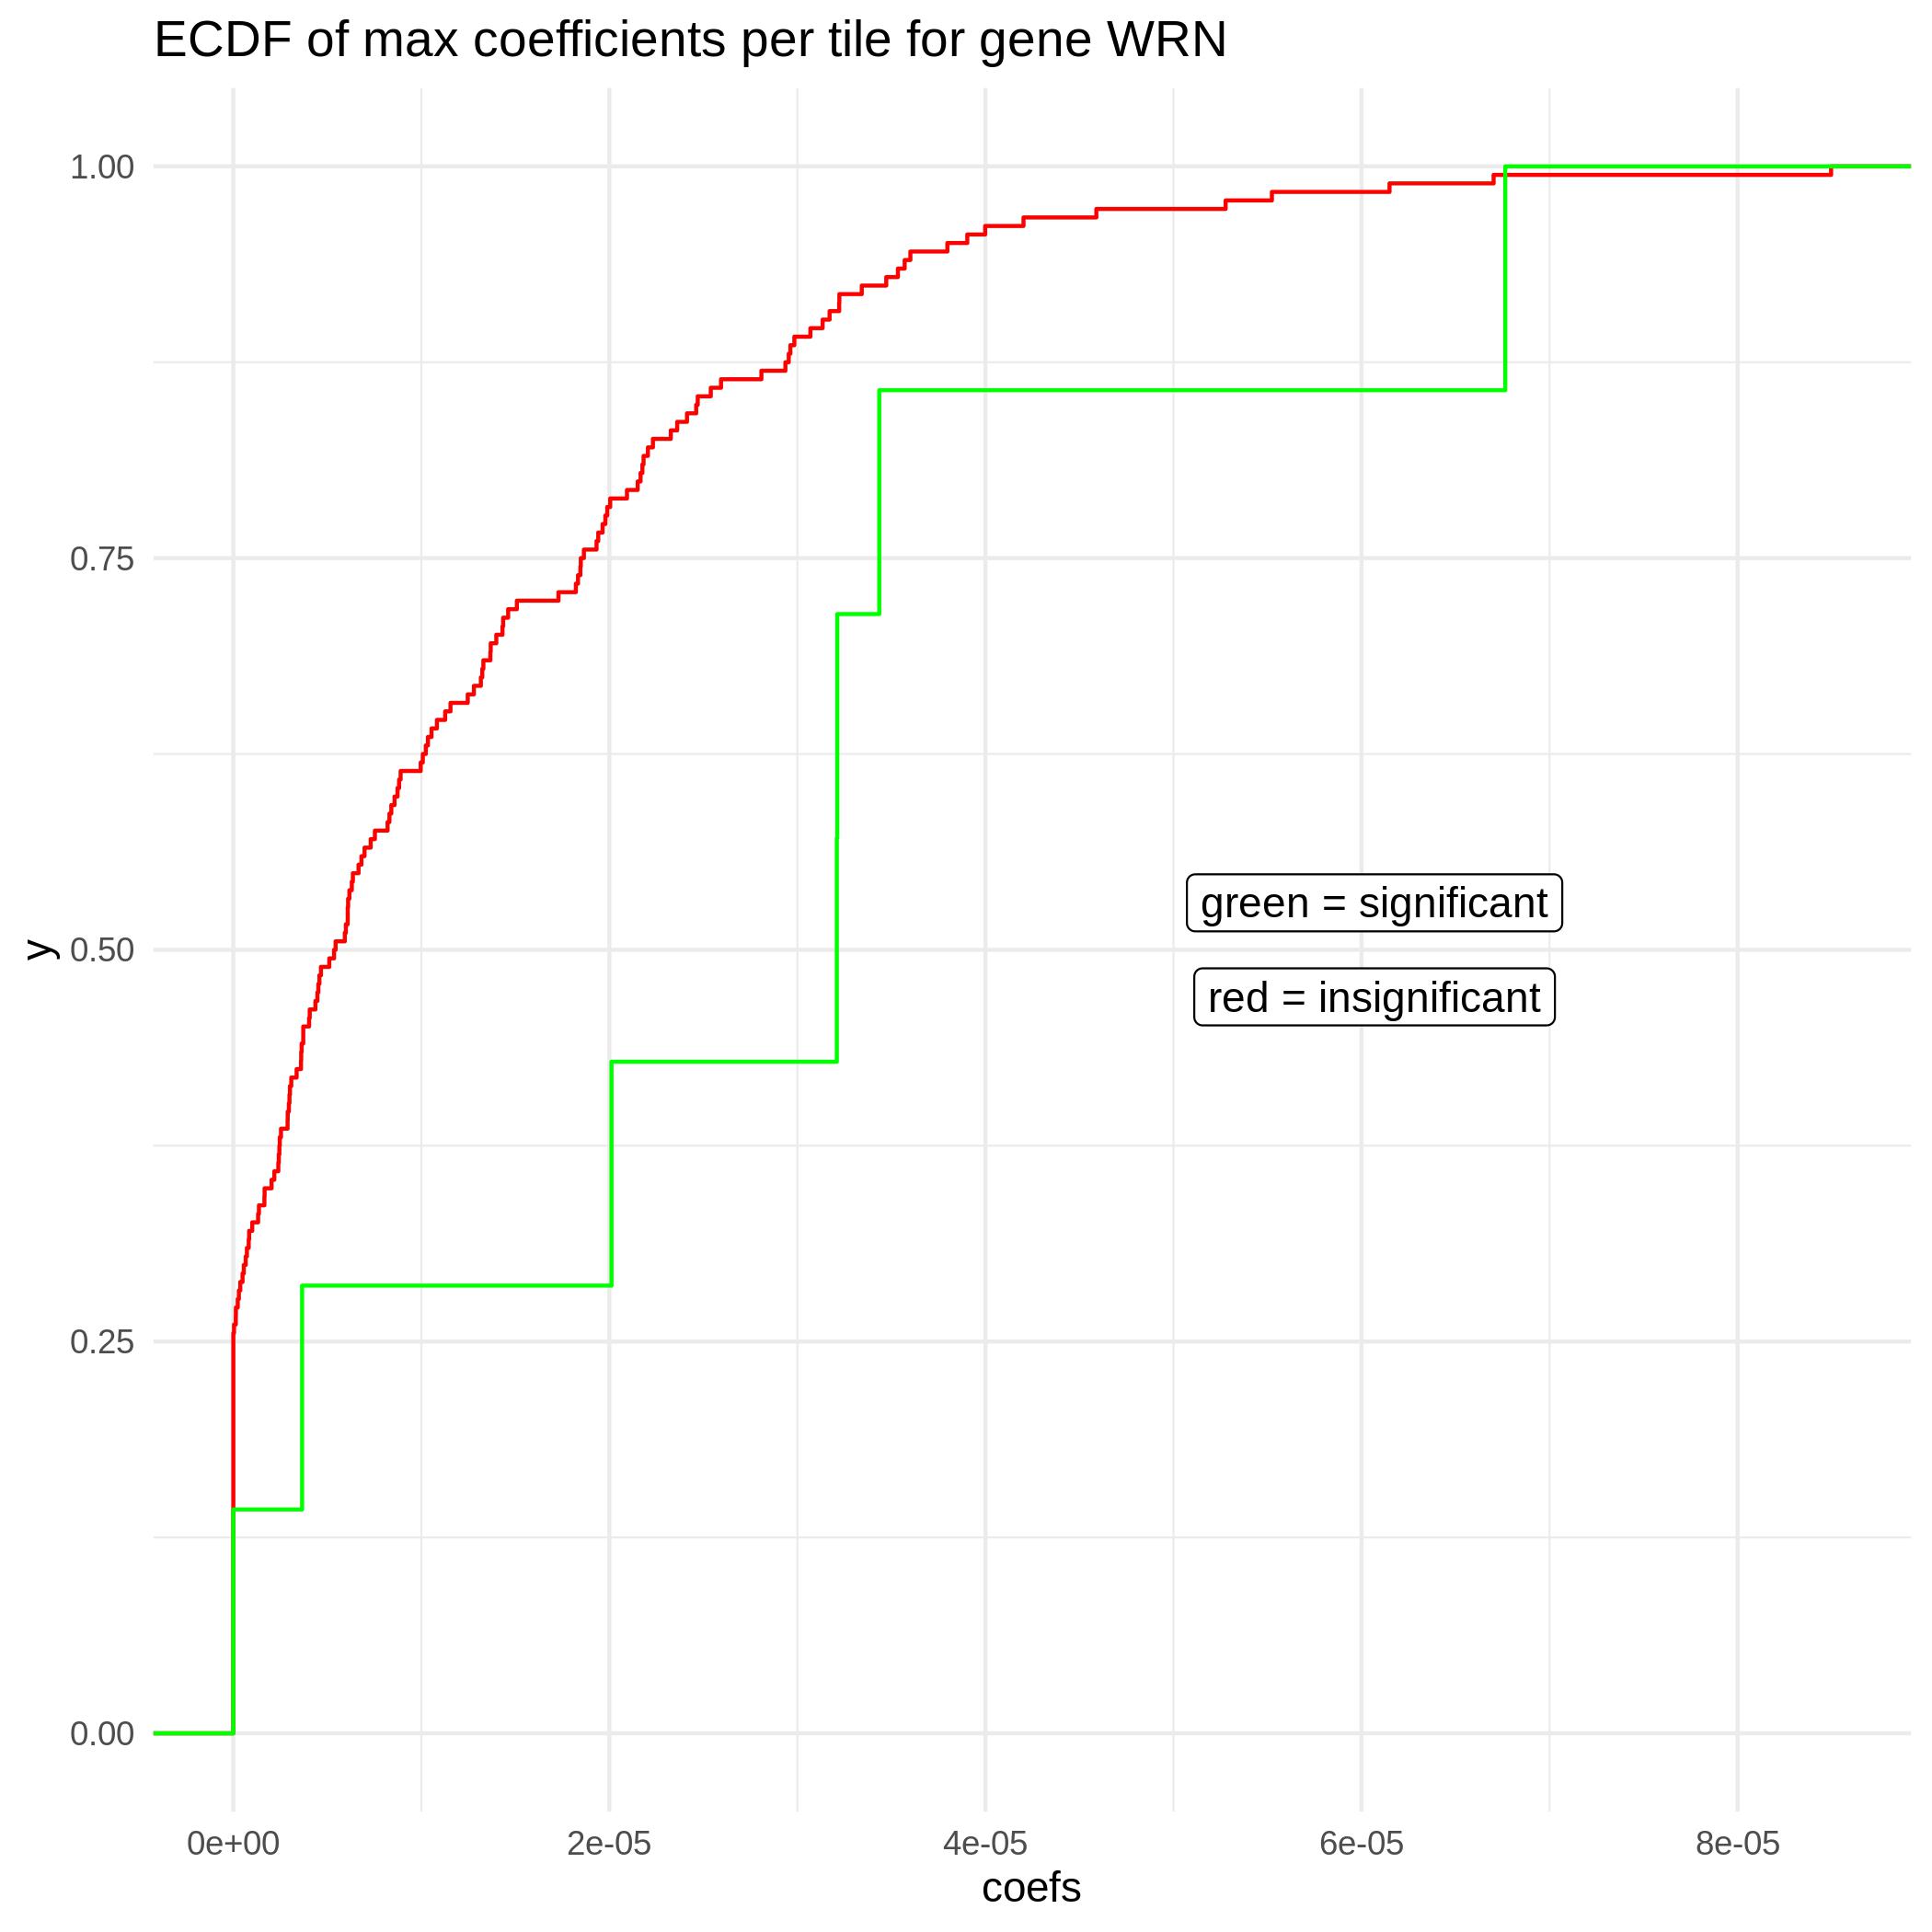 ECDF of max coefficients per tile for gene WRN
1.00
0.75
0.50
0.25
0.00
y
green = significant
red = insignificant
0e+00 2e-05 4e-05 6e-05 8e-05
coefs